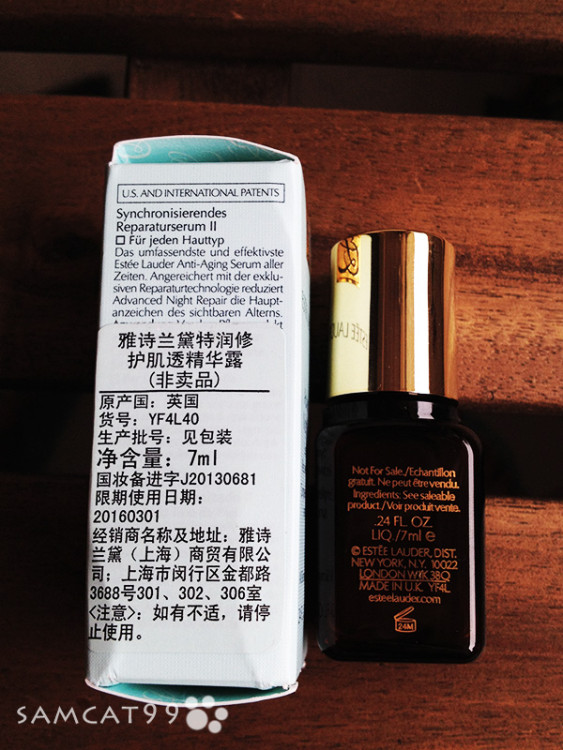 U.S. AND INTERNATIONAL PATENTS
Synchronisierendes
Reparaturserum II
☐ Für jeden Hauttyp
Das umfassendste und effektivste
Estée Lauder Anti-Aging Serum aller
Zeiten. Angereichert mit der exklu-
siven Reparaturtechnologie reduziert
Advanced Night Repair die Haupt-
anzeichen des sichtbaren Alterns.
雅诗兰黛特润修
护肌透精华露
(非卖品)
原产国：英国
货号：YF4L40
生产批号：见包装
净含量：7ml
国妆备进字J20130681
限期使用日期：
20160301
经销商名称及地址：雅诗
兰黛（上海）商贸有限公
司；上海市闵行区金都路
3688号301、302、306室
<注意>：如有不适，请停
止使用。
ESTÉE LAUDER
Not For Sale./Échantillon
gratuit. Ne peut être vendu.
Ingredients: See saleable
product./Voir produit vente.
.24 FL. OZ.
LIQ./7ml e
© ESTÉE LAUDER, DIST.
NEW YORK, N.Y. 10022
LONDON W1K 3BQ
MADE IN U.K. YF4L
esteelauder.com
24M
SAMCAT99